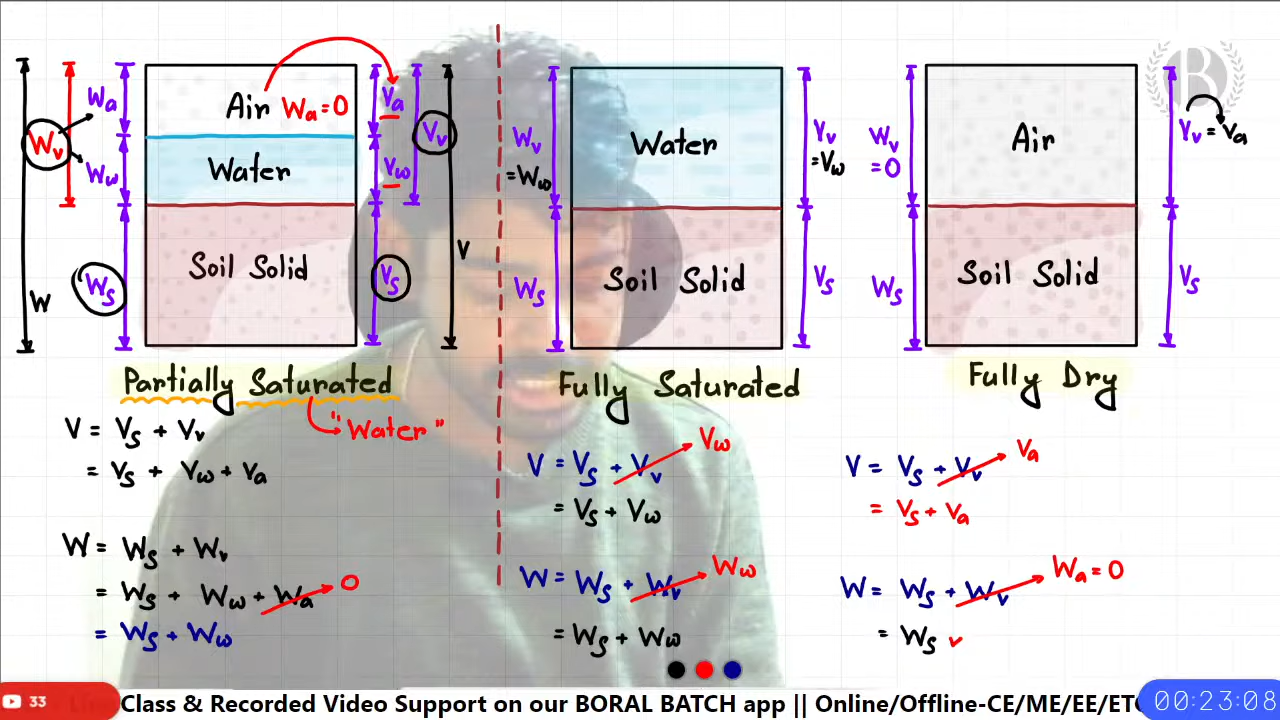 Air Wa=0
Water
Soil Solid
Wa
Wv
Ww
Ws
W
Va
Vv
Vw
Vs
V
Partially Saturated
"Water"
V = Vs + Vv
= Vs + Vw + Va
W = Ws + Wv
= Ws + Ww + Wa 0
= Ws + Ww
Water
Soil Solid
Wv
=Ww
Ws
Vv
=Vw
Vs
Fully Saturated
V = Vs + Vv Vw
= Vs + Vw
W = Ws + Wv Ww
= Ws + Ww
Air
Soil Solid
Wv
=0
Ws
Vv = Va
Vs
Fully Dry
V = Vs + Vv Va
= Vs + Va
W = Ws + Wv Wa=0
= Ws
B
33
Class & Recorded Video Support on our BORAL BATCH app || Online/Offline-CE/ME/EE/ETC
00:23:08